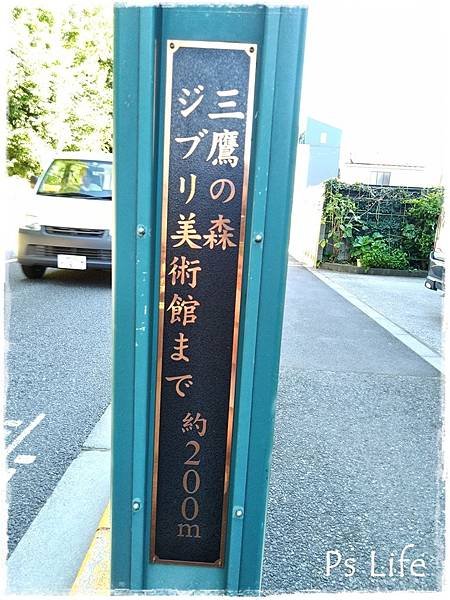 三鷹の森
ジブリ美術館まで
約200m
Ps Life